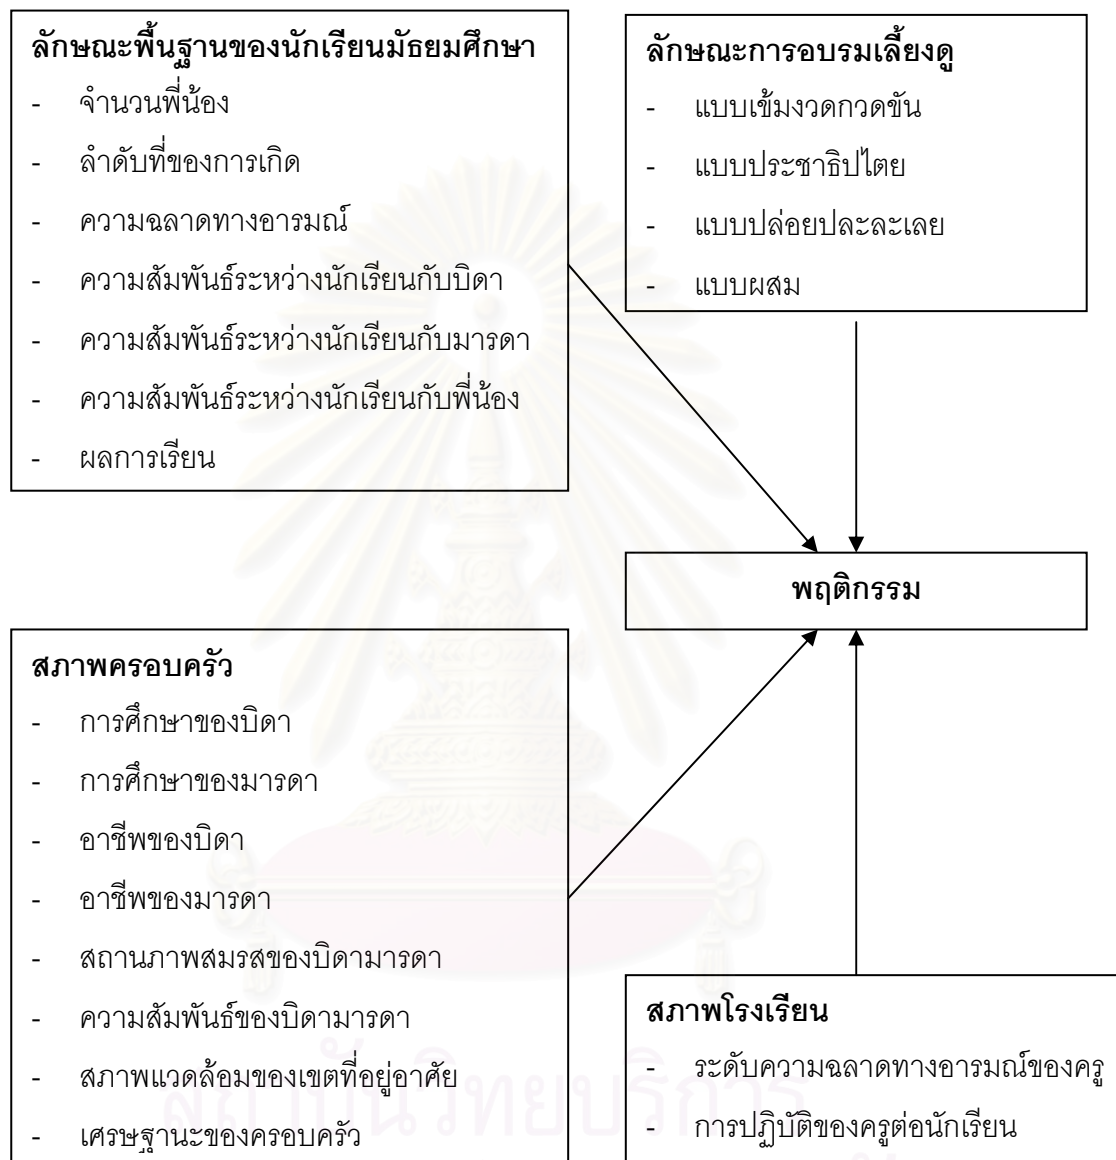 ลักษณะพื้นฐานของนักเรียนมัธยมศึกษา
- จำนวนพี่น้อง
- ลำดับที่ของการเกิด
- ความฉลาดทางอารมณ์
- ความสัมพันธ์ระหว่างนักเรียนกับบิดา
- ความสัมพันธ์ระหว่างนักเรียนกับมารดา
- ความสัมพันธ์ระหว่างนักเรียนกับพี่น้อง
- ผลการเรียน
ลักษณะการอบรมเลี้ยงดู
- แบบเข้มงวดกวดขัน
- แบบประชาธิปไตย
- แบบปล่อยปละละเลย
- แบบผสม
พฤติกรรม
สภาพครอบครัว
- การศึกษาของบิดา
- การศึกษาของมารดา
- อาชีพของบิดา
- อาชีพของมารดา
- สถานภาพสมรสของบิดามารดา
- ความสัมพันธ์ของบิดามารดา
- สภาพแวดล้อมของเขตที่อยู่อาศัย
- เศรษฐานะของครอบครัว
สภาพโรงเรียน
- ระดับความฉลาดทางอารมณ์ของครู
- การปฏิบัติของครูต่อนักเรียน
สถาบันวิทยบริการ